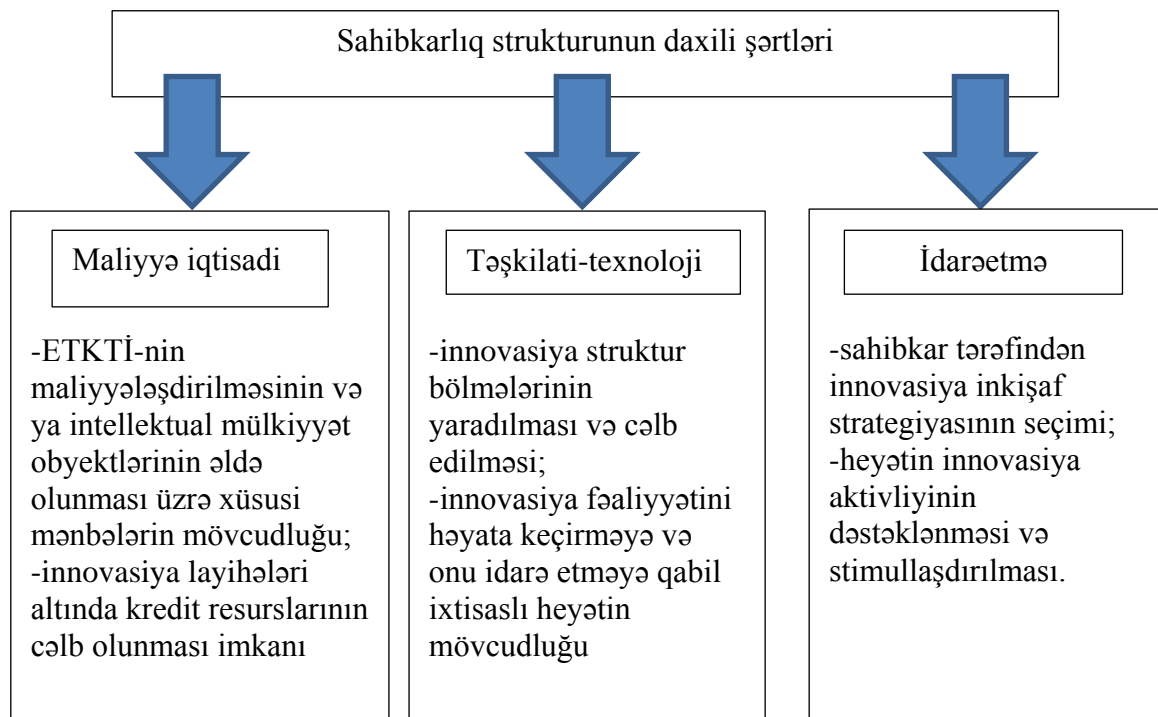 Sahibkarlıq strukturunun daxili şərtləri
Maliyyə iqtisadi
-ETKTİ-nin
maliyyələşdirilməsinin və
ya intellektual mülkiyyət
obyektlərinin əldə
olunması üzrə xüsusi
mənbələrin mövcudluğu;
-innovasiya layihələri
altında kredit resurslarının
cəlb olunması imkanı
Təşkilati-texnoloji
-innovasiya struktur
bölmələrinin
yaradılması və cəlb
edilməsi;
-innovasiya fəaliyyətini
həyata keçirməyə və
onu idarə etməyə qabil
ixtisaslı heyətin
mövcudluğu
İdarəetmə
-sahibkar tərəfindən
innovasiya inkişaf
strategiyasının seçimi;
-heyətin innovasiya
aktivliyinin
dəstəklənməsi və
stimullaşdırılması.